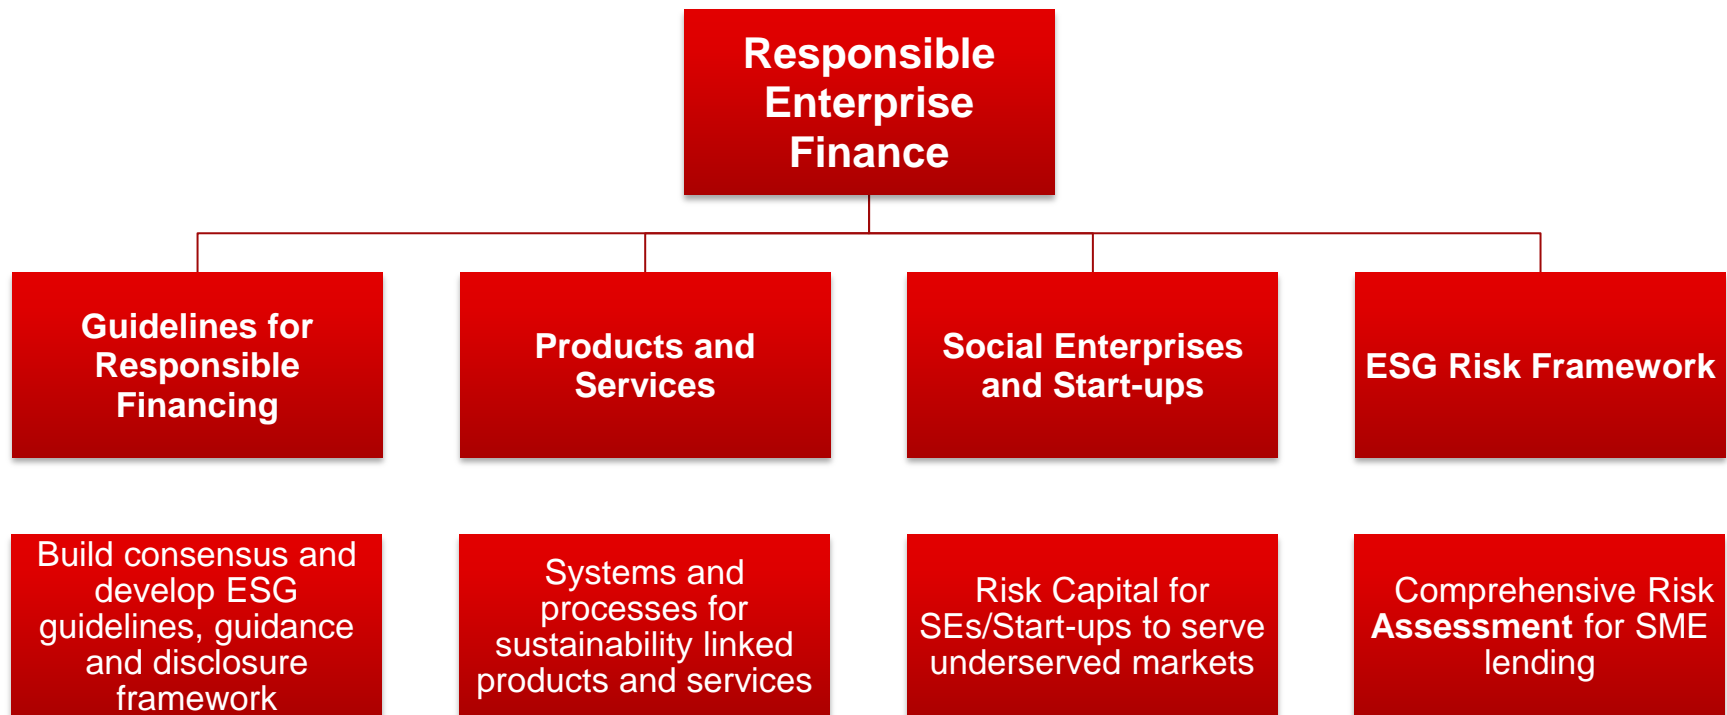 Responsible
Enterprise
Finance
Guidelines for
Responsible
Financing
Products and
Services
Social Enterprises
and Start-ups
ESG Risk Framework
Build consensus and
develop ESG
guidelines, guidance
and disclosure
framework
Systems and
processes for
sustainability linked
products and services
Risk Capital for
SEs/Start-ups to serve
underserved markets
Comprehensive Risk
Assessment for SME
lending